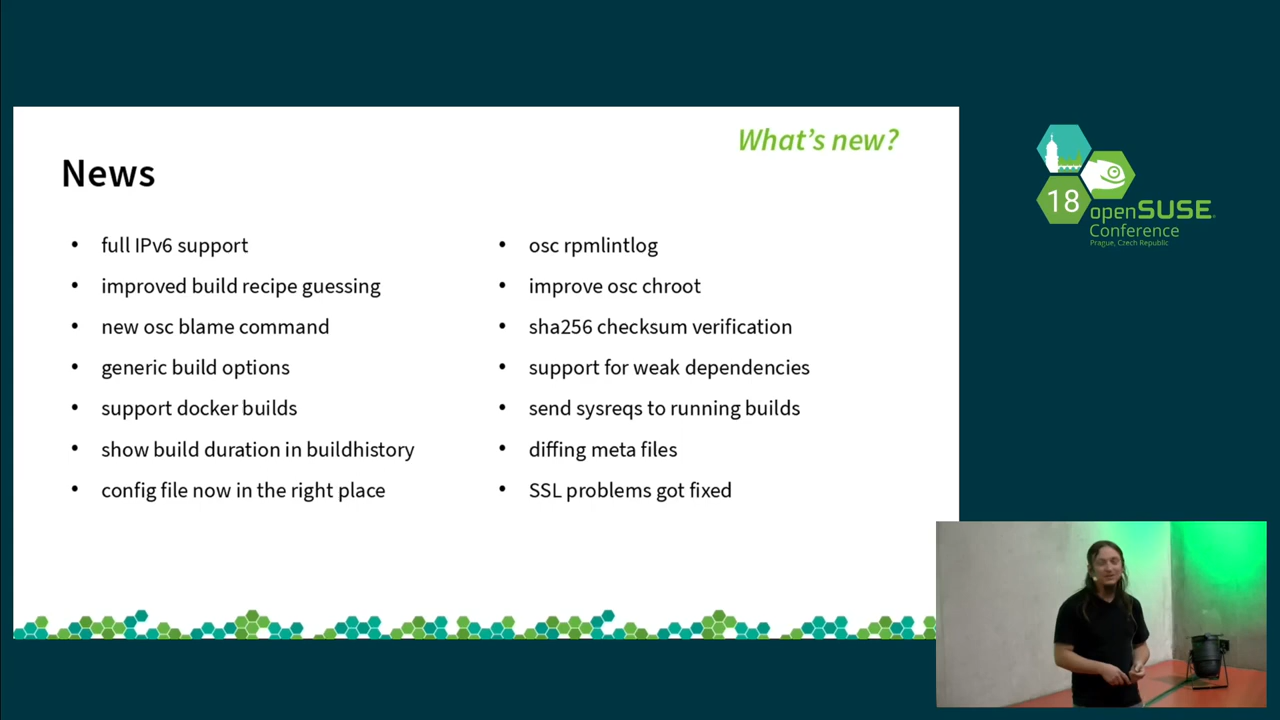 What's new?
News
• full IPv6 support
• improved build recipe guessing
• new osc blame command
• generic build options
• support docker builds
• show build duration in buildhistory
• config file now in the right place
• osc rpmlintlog
• improve osc chroot
• sha256 checksum verification
• support for weak dependencies
• send sysreqs to running builds
• diffing meta files
• SSL problems got fixed
18
openSUSE
Conference
Prague, Czech Republic